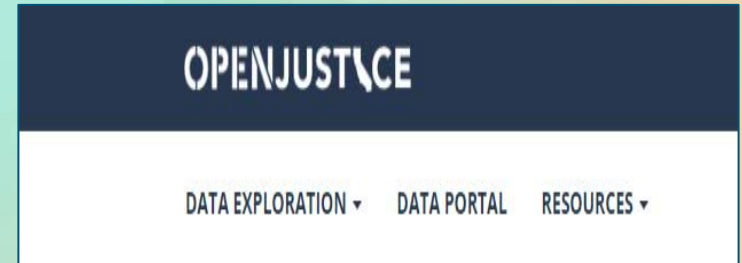 OPENJUSTICE
DATA EXPLORATION ▾ DATA PORTAL RESOURCES ▾